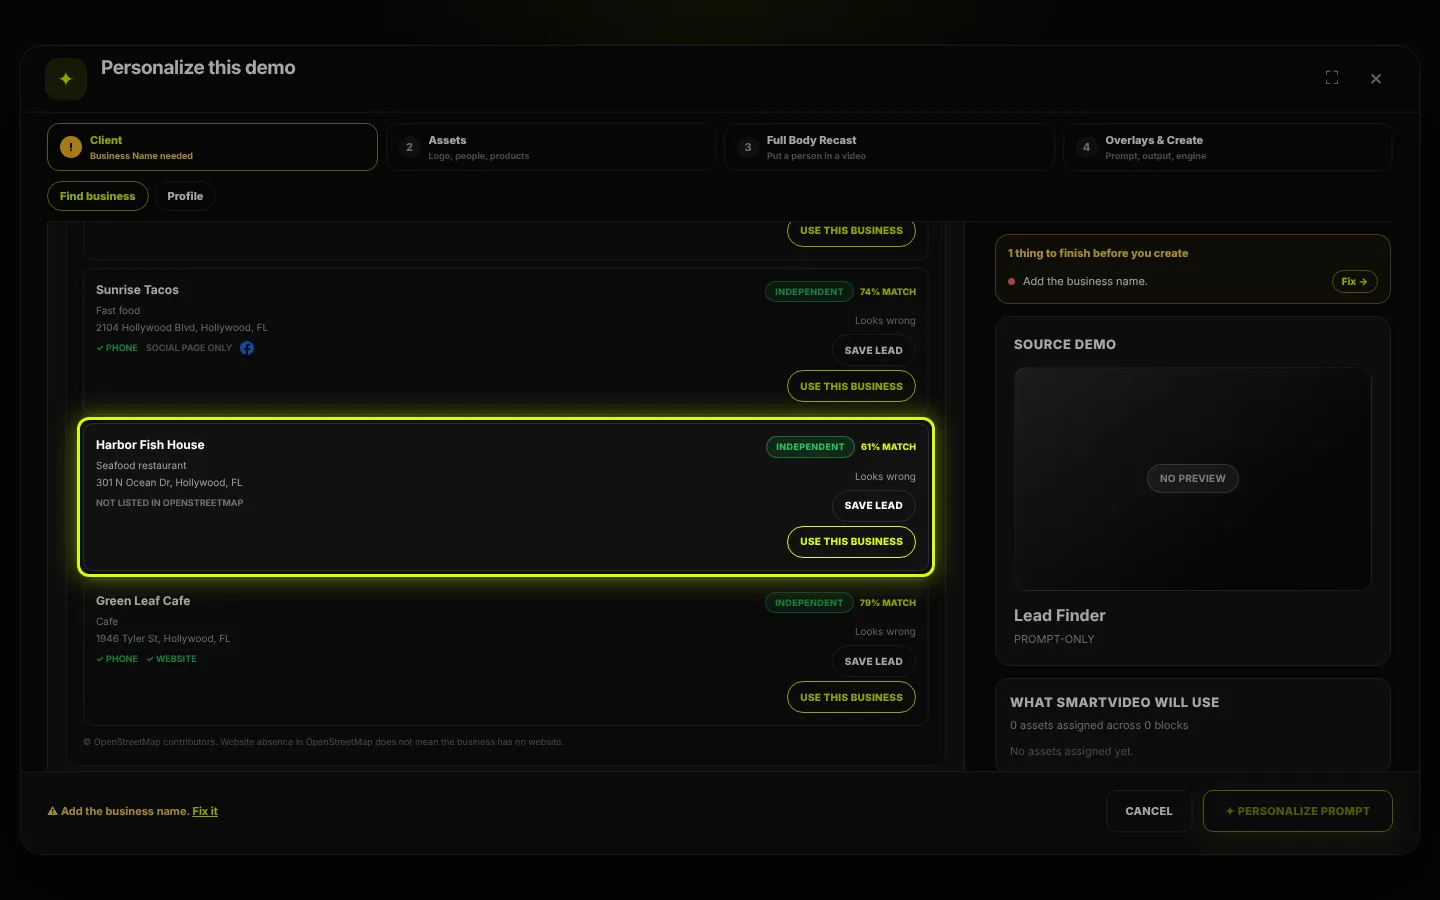 Personalize this demo
!
Client
Business Name needed
2
Assets
Logo, people, products
3
Full Body Recast
Put a person in a video
4
Overlays & Create
Prompt, output, engine
Find business
Profile
USE THIS BUSINESS
Sunrise Tacos
INDEPENDENT 74% MATCH
Fast food
Looks wrong
2104 Hollywood Blvd, Hollywood, FL
✓ PHONE SOCIAL PAGE ONLY
SAVE LEAD
USE THIS BUSINESS
Harbor Fish House
INDEPENDENT 61% MATCH
Seafood restaurant
Looks wrong
301 N Ocean Dr, Hollywood, FL
NOT LISTED IN OPENSTREETMAP
SAVE LEAD
USE THIS BUSINESS
Green Leaf Cafe
INDEPENDENT 79% MATCH
Cafe
Looks wrong
1946 Tyler St, Hollywood, FL
✓ PHONE ✓ WEBSITE
SAVE LEAD
USE THIS BUSINESS
© OpenStreetMap contributors. Website absence in OpenStreetMap does not mean the business has no website.
1 thing to finish before you create
Add the business name.
Fix →
SOURCE DEMO
NO PREVIEW
Lead Finder
PROMPT-ONLY
WHAT SMARTVIDEO WILL USE
0 assets assigned across 0 blocks
No assets assigned yet.
⚠ Add the business name. Fix it
CANCEL
✦ PERSONALIZE PROMPT